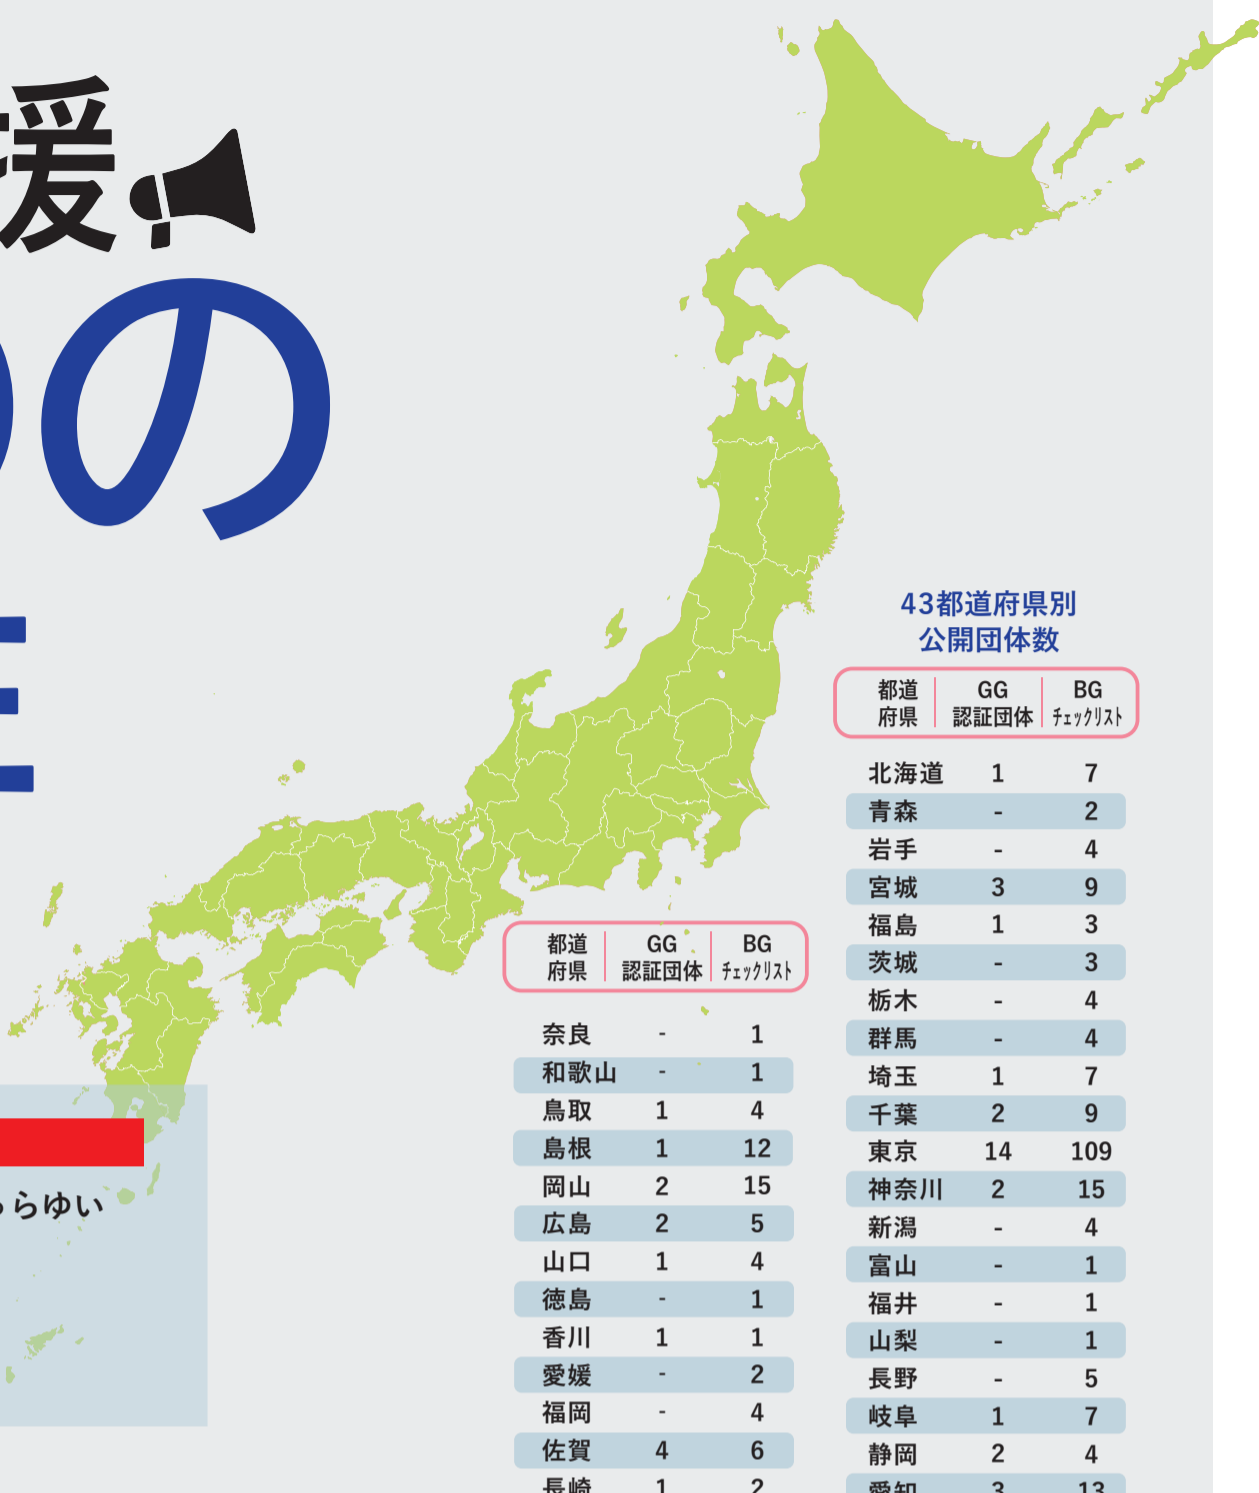 援
の
らゆい
43都道府県別
公開団体数
都道府県 GG認証団体 BGチェックリスト
北海道 1 7
青森 - 2
岩手 - 4
宮城 3 9
福島 1 3
茨城 - 3
栃木 - 4
群馬 - 4
埼玉 1 7
千葉 2 9
東京 14 109
神奈川 2 15
新潟 - 4
富山 - 1
福井 - 1
山梨 - 1
長野 - 5
岐阜 1 7
静岡 2 4
愛知 3 13
都道府県 GG認証団体 BGチェックリスト
奈良 - 1
和歌山 - 1
鳥取 1 4
島根 1 12
岡山 2 15
広島 2 5
山口 1 4
徳島 - 1
香川 1 1
愛媛 - 2
福岡 - 4
佐賀 4 6
長崎 1 2